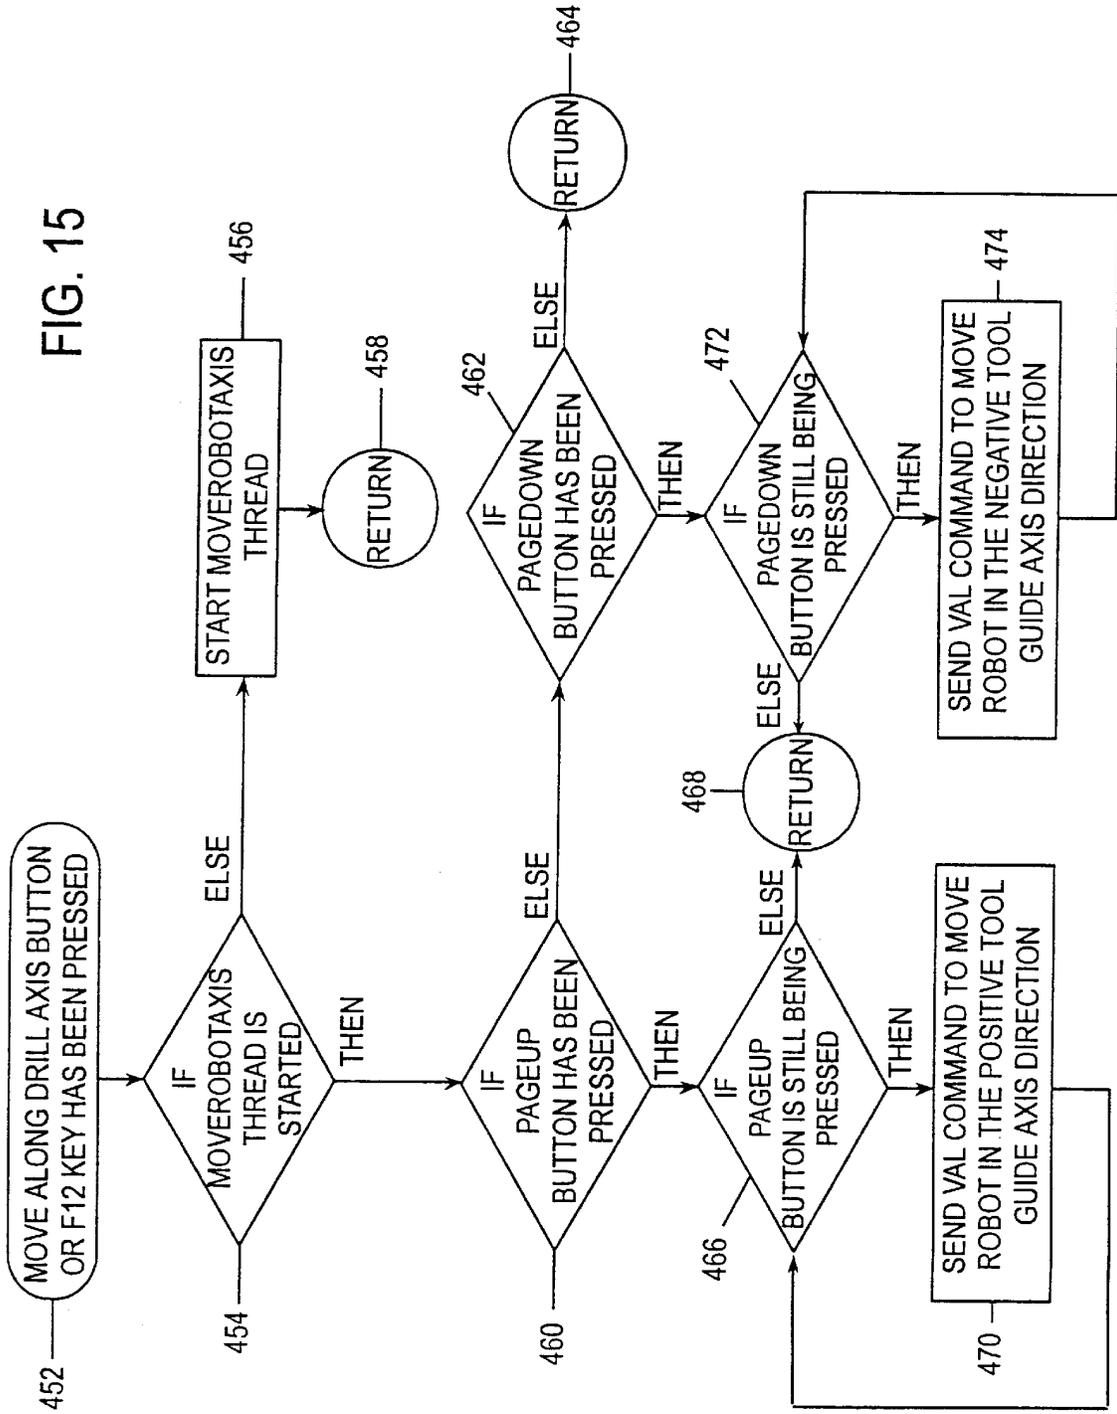 FIG. 15
452
MOVE ALONG DRILL AXIS BUTTON
OR F12 KEY HAS BEEN PRESSED
454
IF
MOVEROBOTAXIS
THREAD IS
STARTED
ELSE
THEN
START MOVEROBOTAXIS
THREAD
456
RETURN
458
460
IF
PAGEUP
BUTTON HAS BEEN
PRESSED
ELSE
THEN
462
IF
PAGEDOWN
BUTTON HAS BEEN
PRESSED
ELSE
THEN
RETURN
464
466
IF
PAGEUP
BUTTON IS STILL BEING
PRESSED
ELSE
THEN
468
RETURN
ELSE
472
IF
PAGEDOWN
BUTTON IS STILL BEING
PRESSED
THEN
470
SEND VAL COMMAND TO MOVE
ROBOT IN THE POSITIVE TOOL
GUIDE AXIS DIRECTION
474
SEND VAL COMMAND TO MOVE
ROBOT IN THE NEGATIVE TOOL
GUIDE AXIS DIRECTION